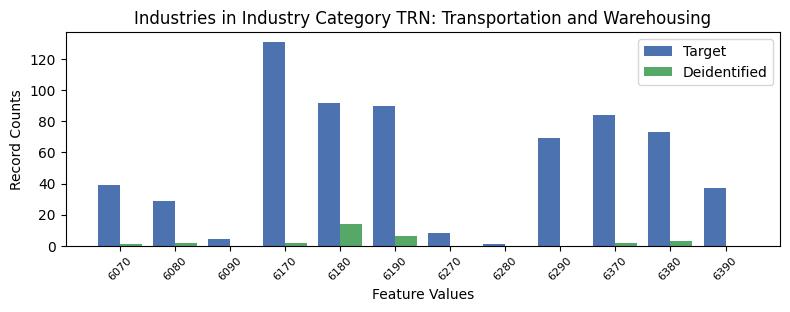 Industries in Industry Category TRN: Transportation and Warehousing
Target
Deidentified
Record Counts
120
100
80
60
40
20
0
6070 6080 6090 6170 6180 6190 6270 6280 6290 6370 6380 6390
Feature Values